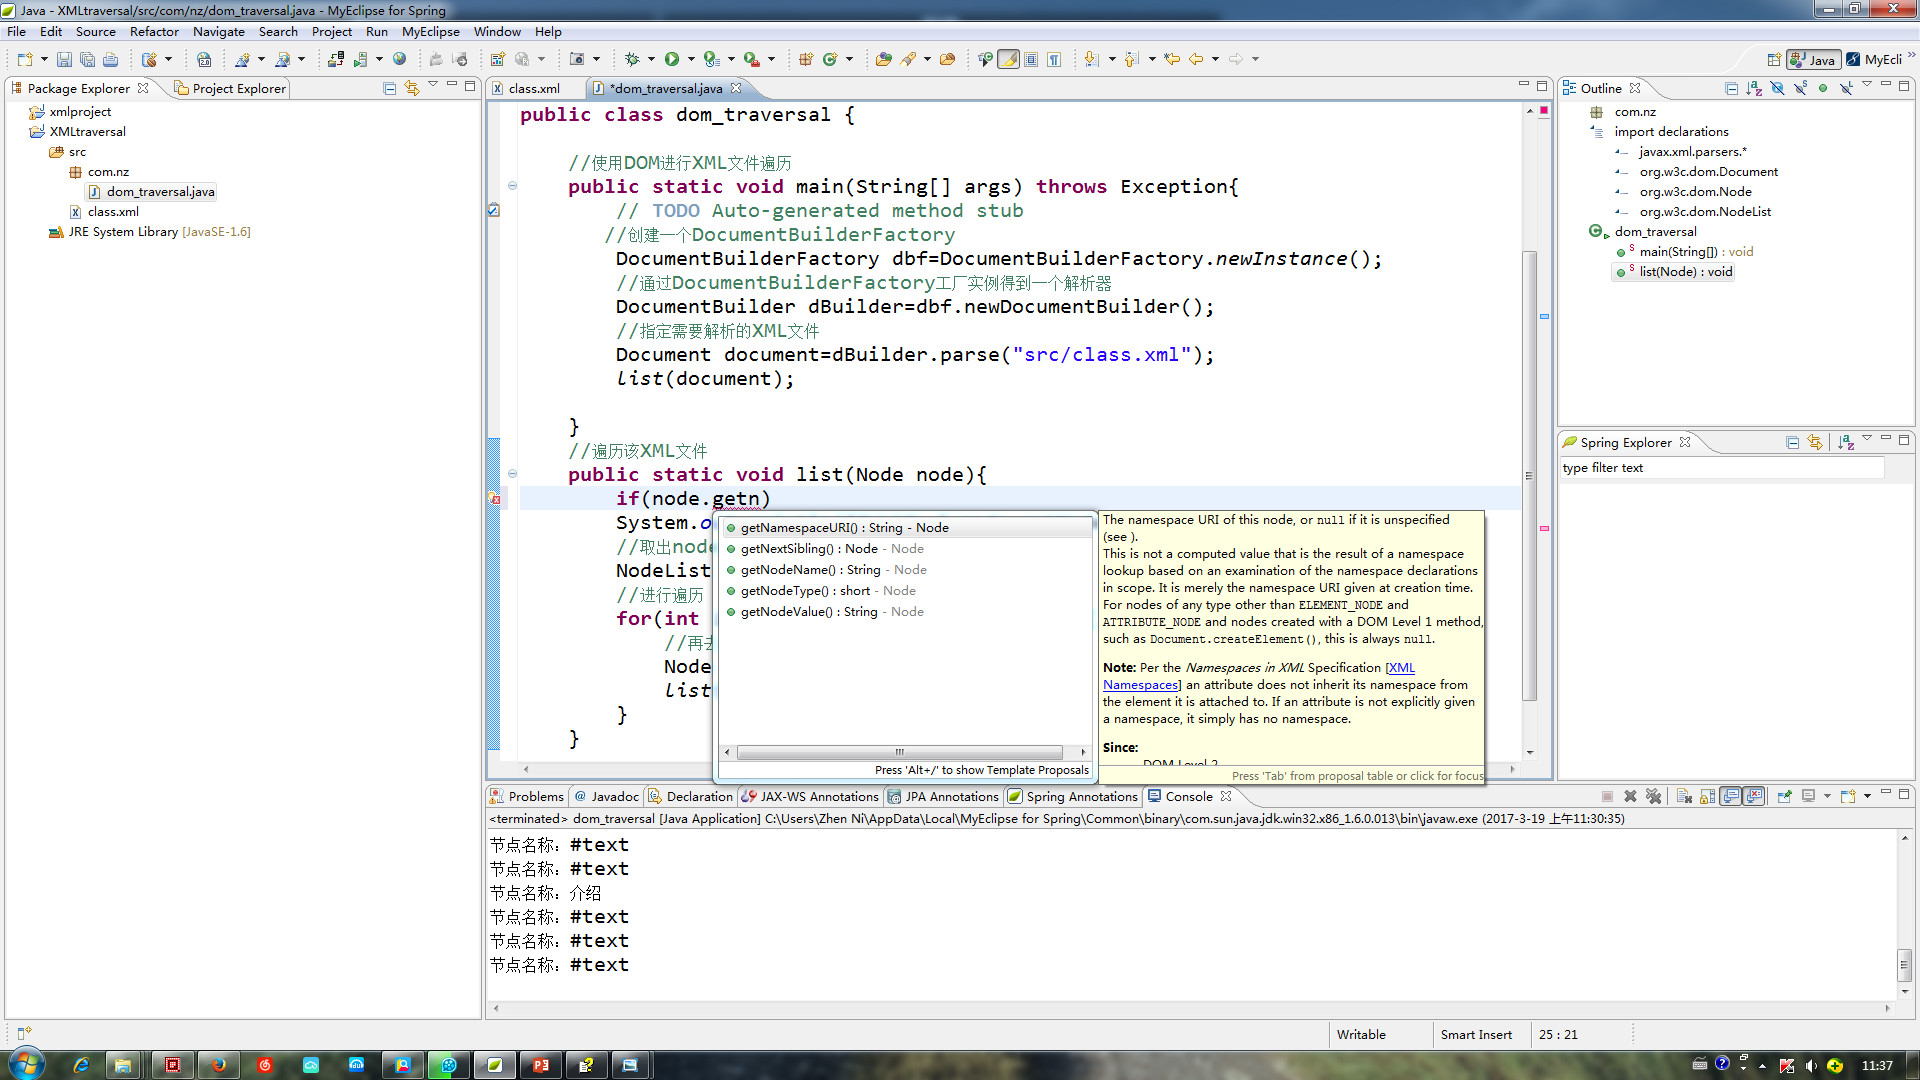 Java - XMLtraversal/src/com/nz/dom_traversal.java - MyEclipse for Spring
File Edit Source Refactor Navigate Search Project Run MyEclipse Window Help
Java MyEcli
Package Explorer Project Explorer
xmlproject
XMLtraversal
src
com.nz
dom_traversal.java
class.xml
JRE System Library [JavaSE-1.6]
class.xml *dom_traversal.java
public class dom_traversal {
//使用DOM进行XML文件遍历
public static void main(String[] args) throws Exception{
// TODO Auto-generated method stub
//创建一个DocumentBuilderFactory
DocumentBuilderFactory dbf=DocumentBuilderFactory.newInstance();
//通过DocumentBuilderFactory工厂实例得到一个解析器
DocumentBuilder dBuilder=dbf.newDocumentBuilder();
//指定需要解析的XML文件
Document document=dBuilder.parse("src/class.xml");
list(document);
}
//遍历该XML文件
public static void list(Node node){
if(node.getn)
System.o
//取出node
NodeList
//进行遍历
for(int
//再去
Node
list
}
}
getNamespaceURI() : String - Node
getNextSibling() : Node - Node
getNodeName() : String - Node
getNodeType() : short - Node
getNodeValue() : String - Node
Press 'Alt+/' to show Template Proposals
The namespace URI of this node, or null if it is unspecified
(see ).
This is not a computed value that is the result of a namespace
lookup based on an examination of the namespace declarations
in scope. It is merely the namespace URI given at creation time.
For nodes of any type other than ELEMENT_NODE and
ATTRIBUTE_NODE and nodes created with a DOM Level 1 method,
such as Document.createElement(), this is always null.
Note: Per the Namespaces in XML Specification [XML
Namespaces] an attribute does not inherit its namespace from
the element it is attached to. If an attribute is not explicitly given
a namespace, it simply has no namespace.
Since:
DOM Level 2
Press 'Tab' from proposal table or click for focus
Outline
com.nz
import declarations
javax.xml.parsers.*
org.w3c.dom.Document
org.w3c.dom.Node
org.w3c.dom.NodeList
dom_traversal
main(String[]) : void
list(Node) : void
Spring Explorer
type filter text
Problems Javadoc Declaration JAX-WS Annotations JPA Annotations Spring Annotations Console
<terminated> dom_traversal [Java Application] C:\Users\Zhen Ni\AppData\Local\MyEclipse for Spring\Common\binary\com.sun.java.jdk.win32.x86_1.6.0.013\bin\javaw.exe (2017-3-19 上午11:30:35)
节点名称：#text
节点名称：#text
节点名称：介绍
节点名称：#text
节点名称：#text
节点名称：#text
Writable Smart Insert 25 : 21
11:37